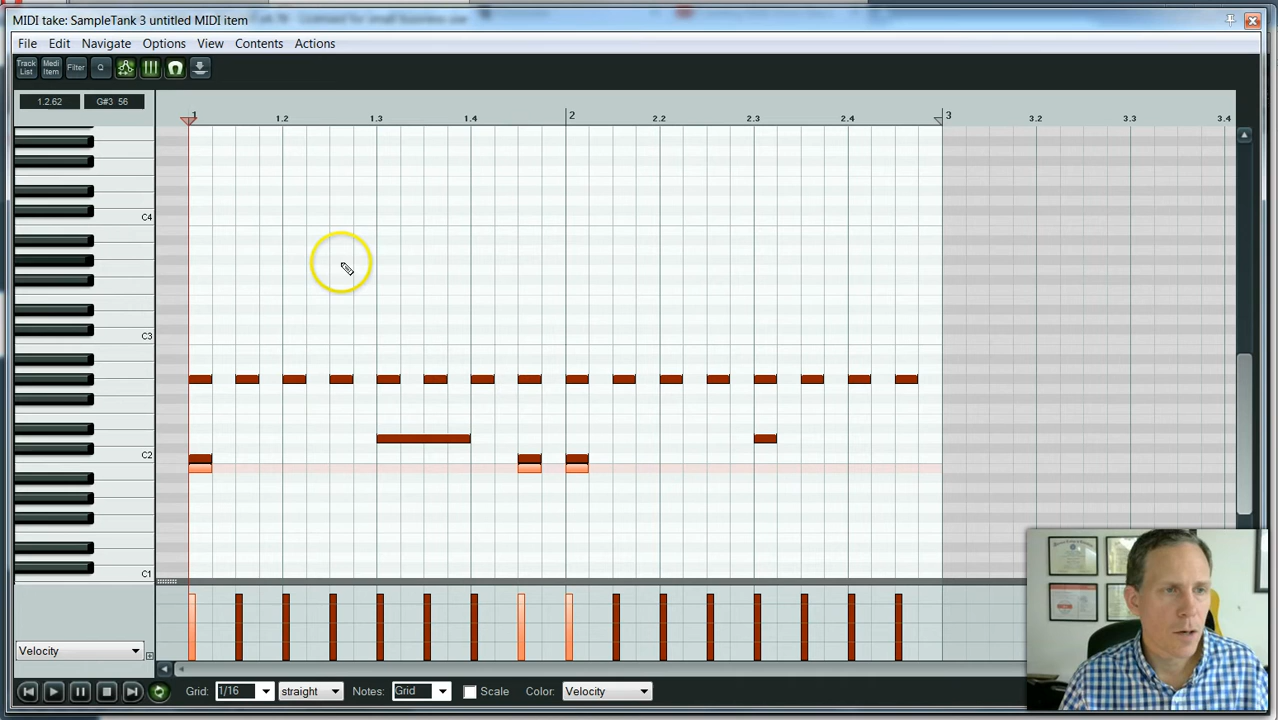 MIDI take: SampleTank 3 untitled MIDI item
File Edit Navigate Options View Contents Actions
Track List
Medi Item
Filter
Q
1.2.62 G#3 56
1 1.2 1.3 1.4 2 2.2 2.3 2.4 3 3.2 3.3 3.4
C4
C3
C2
C1
Velocity
Grid: 1/16 straight Notes: Grid Scale Color: Velocity